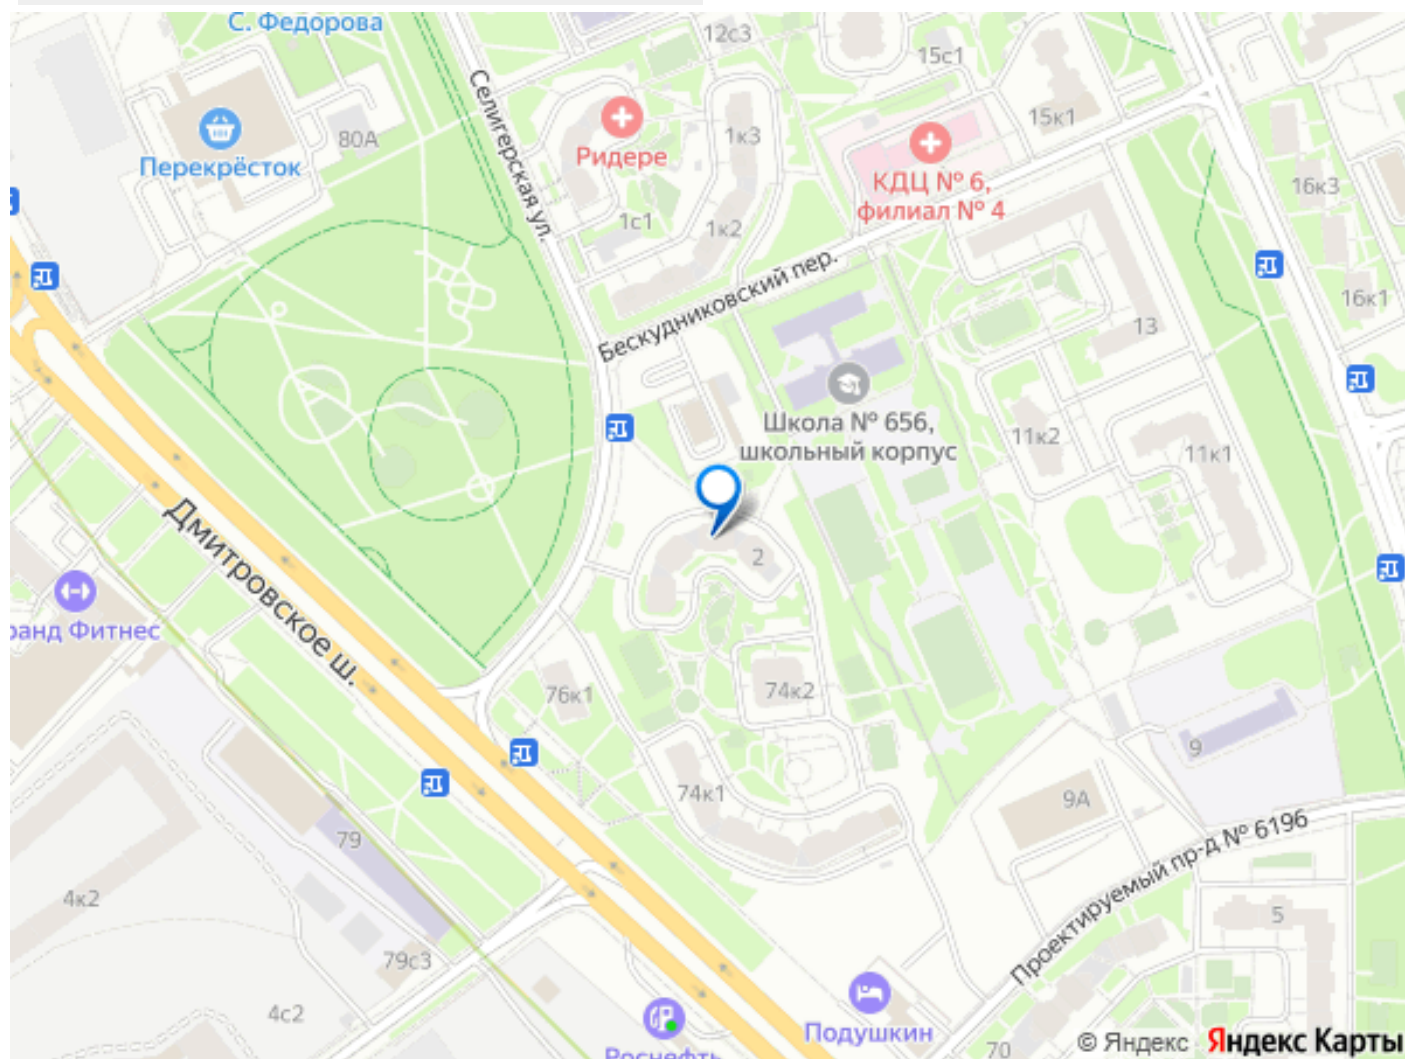 С. Федорова
12с3
15с1
Селигерская ул.
80А
Перекрёсток
Ридере
1к3
15к1
КДЦ № 6,
филиал № 4
16к3
1с1
1к2
Бескудниковский пер.
16к1
13
Школа № 656,
школьный корпус
11к2
11к1
Дмитровское ш.
2
ранд Фитнес
76к1
74к2
9
74к1
9А
79
Проектируемый пр-д № 6196
4к2
5
79с3
4с2
Подушкин
Роснефть
70
© Яндекс Яндекс Карты